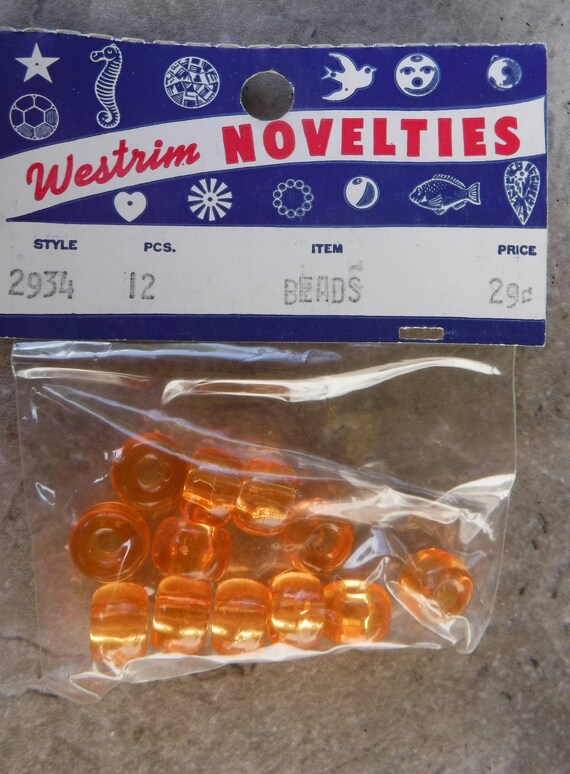 Westrim NOVELTIES
STYLE PCS. ITEM PRICE
2934 12 BEADS 29¢